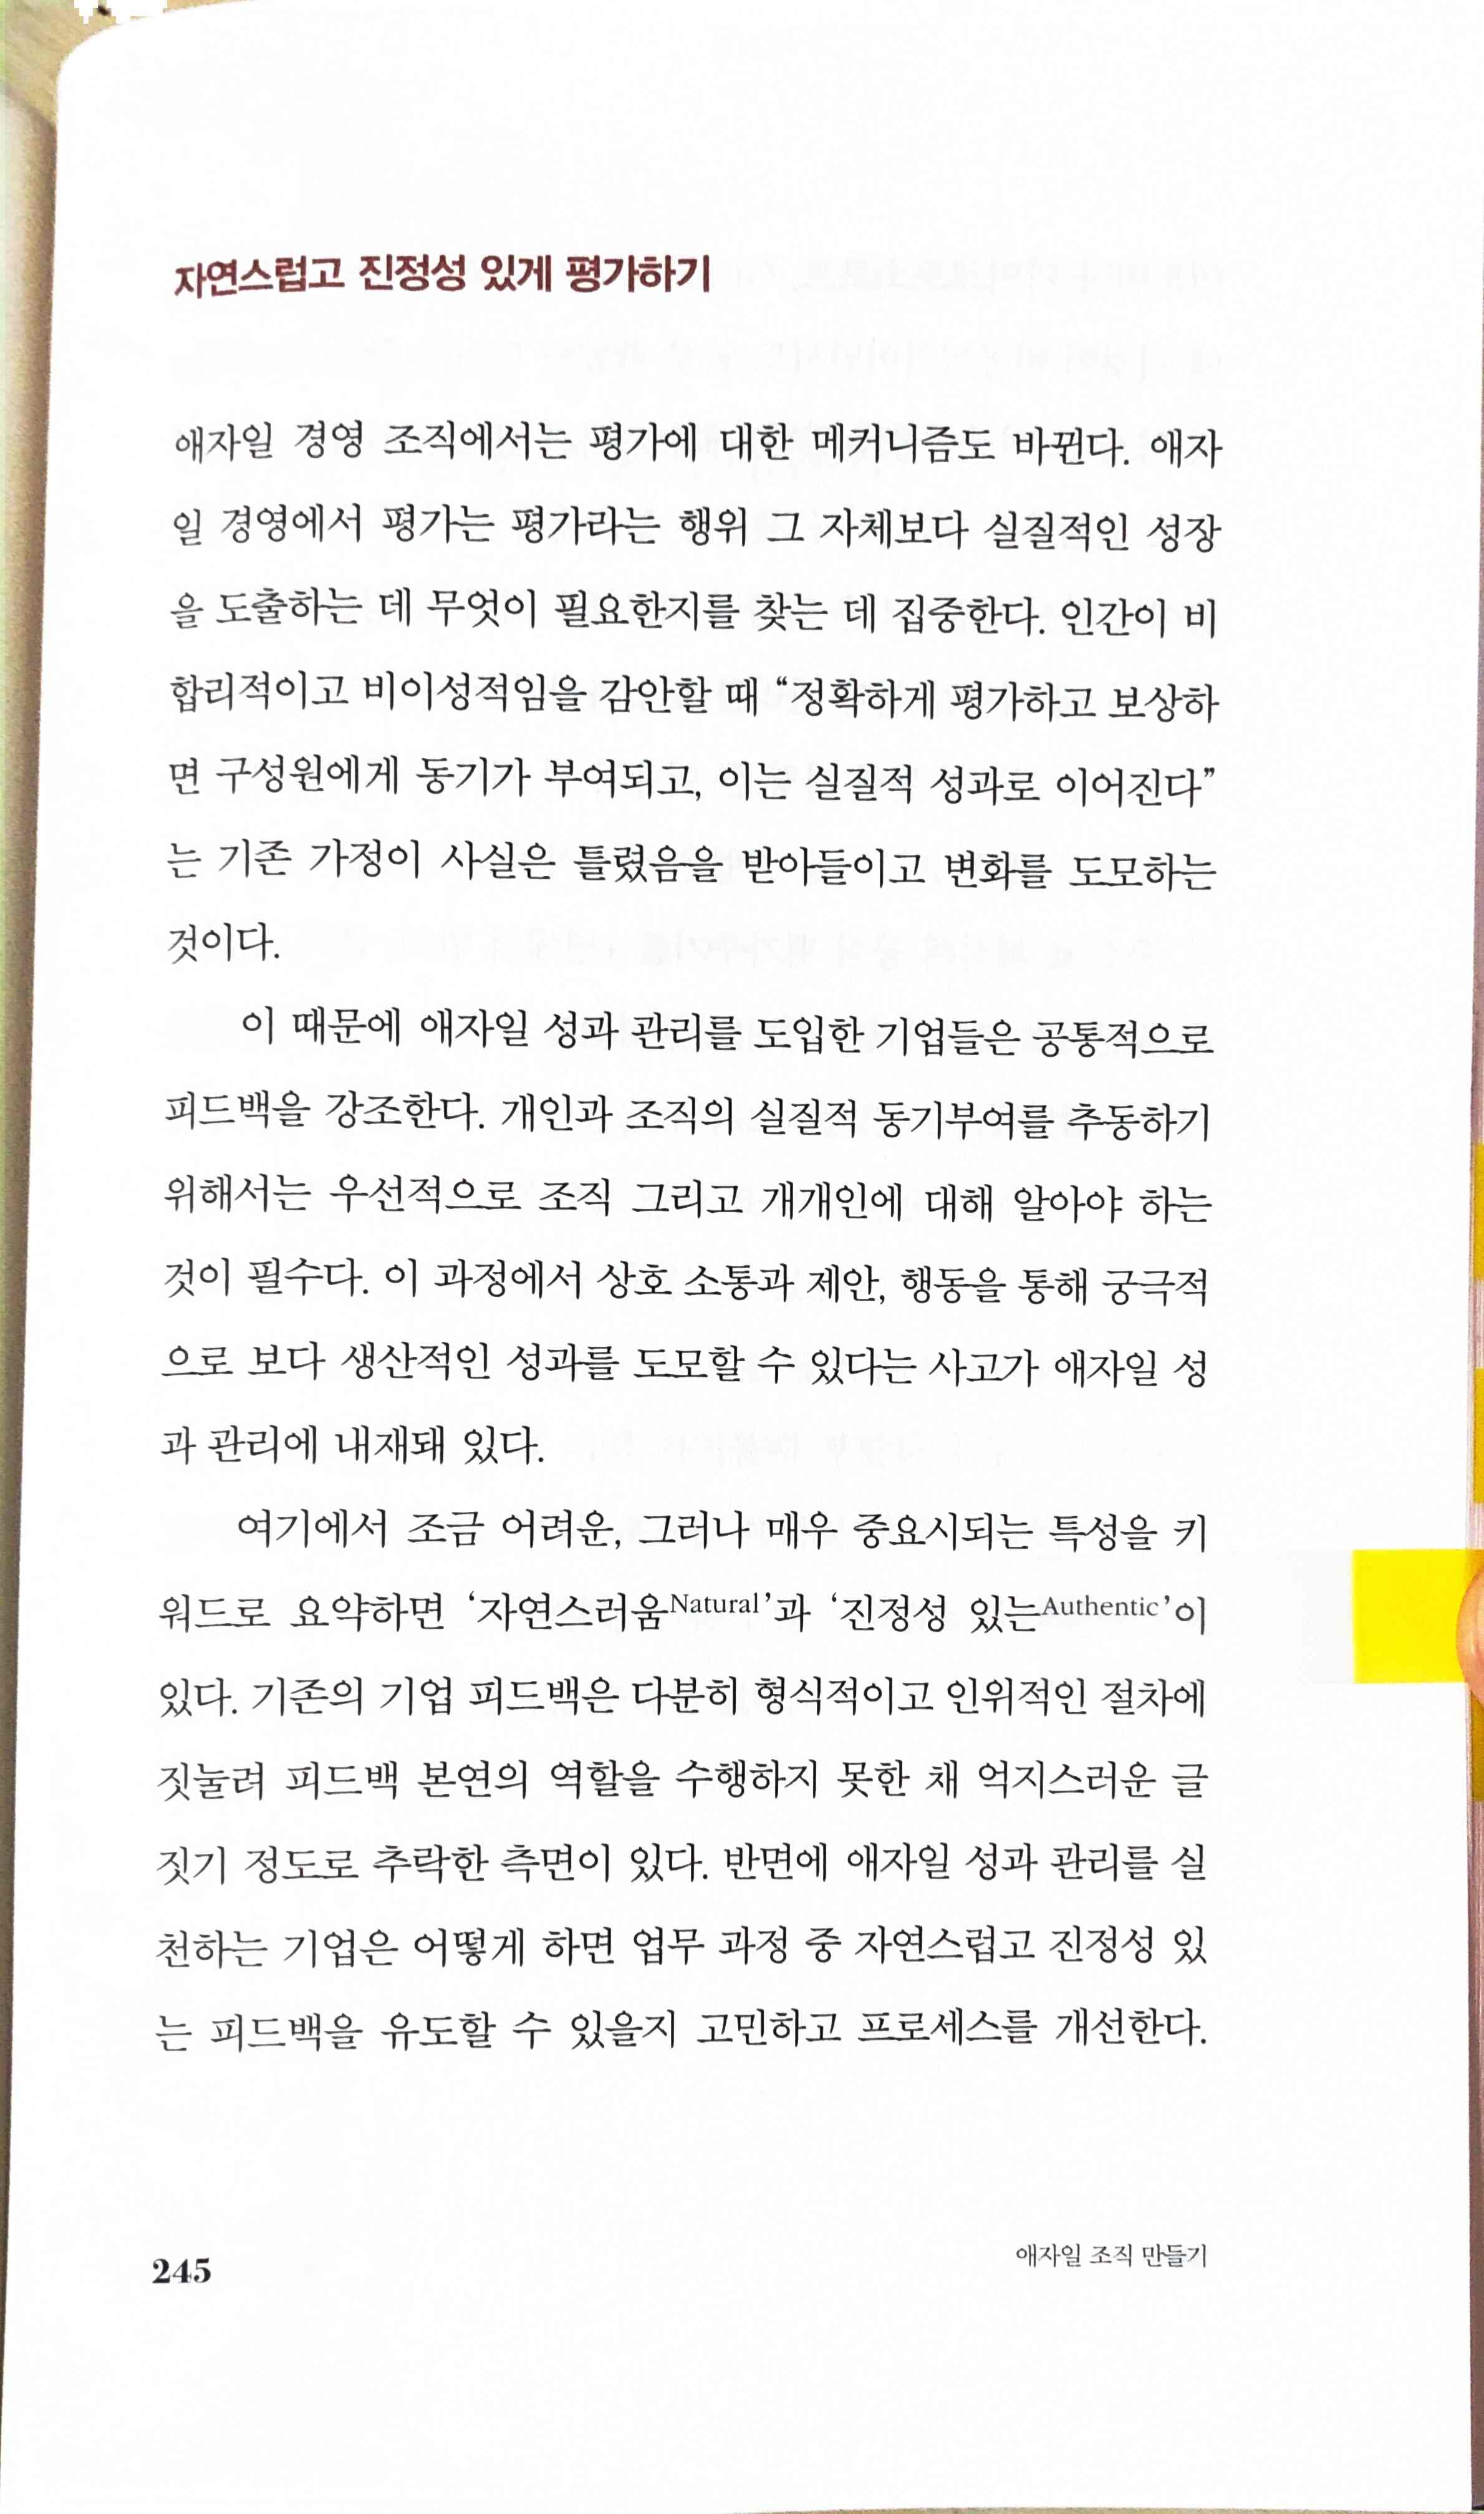 자연스럽고 진정성 있게 평가하기
애자일 경영 조직에서는 평가에 대한 메커니즘도 바뀐다. 애자
일 경영에서 평가는 평가라는 행위 그 자체보다 실질적인 성장
을 도출하는 데 무엇이 필요한지를 찾는 데 집중한다. 인간이 비
합리적이고 비이성적임을 감안할 때 “정확하게 평가하고 보상하
면 구성원에게 동기가 부여되고, 이는 실질적 성과로 이어진다”
는 기존 가정이 사실은 틀렸음을 받아들이고 변화를 도모하는
것이다.
이 때문에 애자일 성과 관리를 도입한 기업들은 공통적으로
피드백을 강조한다. 개인과 조직의 실질적 동기부여를 추동하기
위해서는 우선적으로 조직 그리고 개개인에 대해 알아야 하는
것이 필수다. 이 과정에서 상호 소통과 제안, 행동을 통해 궁극적
으로 보다 생산적인 성과를 도모할 수 있다는 사고가 애자일 성
과 관리에 내재돼 있다.
여기에서 조금 어려운, 그러나 매우 중요시되는 특성을 키
워드로 요약하면 ‘자연스러움Natural’과 ‘진정성 있는Authentic’이
있다. 기존의 기업 피드백은 다분히 형식적이고 인위적인 절차에
짓눌려 피드백 본연의 역할을 수행하지 못한 채 억지스러운 글
짓기 정도로 추락한 측면이 있다. 반면에 애자일 성과 관리를 실
천하는 기업은 어떻게 하면 업무 과정 중 자연스럽고 진정성 있
는 피드백을 유도할 수 있을지 고민하고 프로세스를 개선한다.
245
애자일 조직 만들기